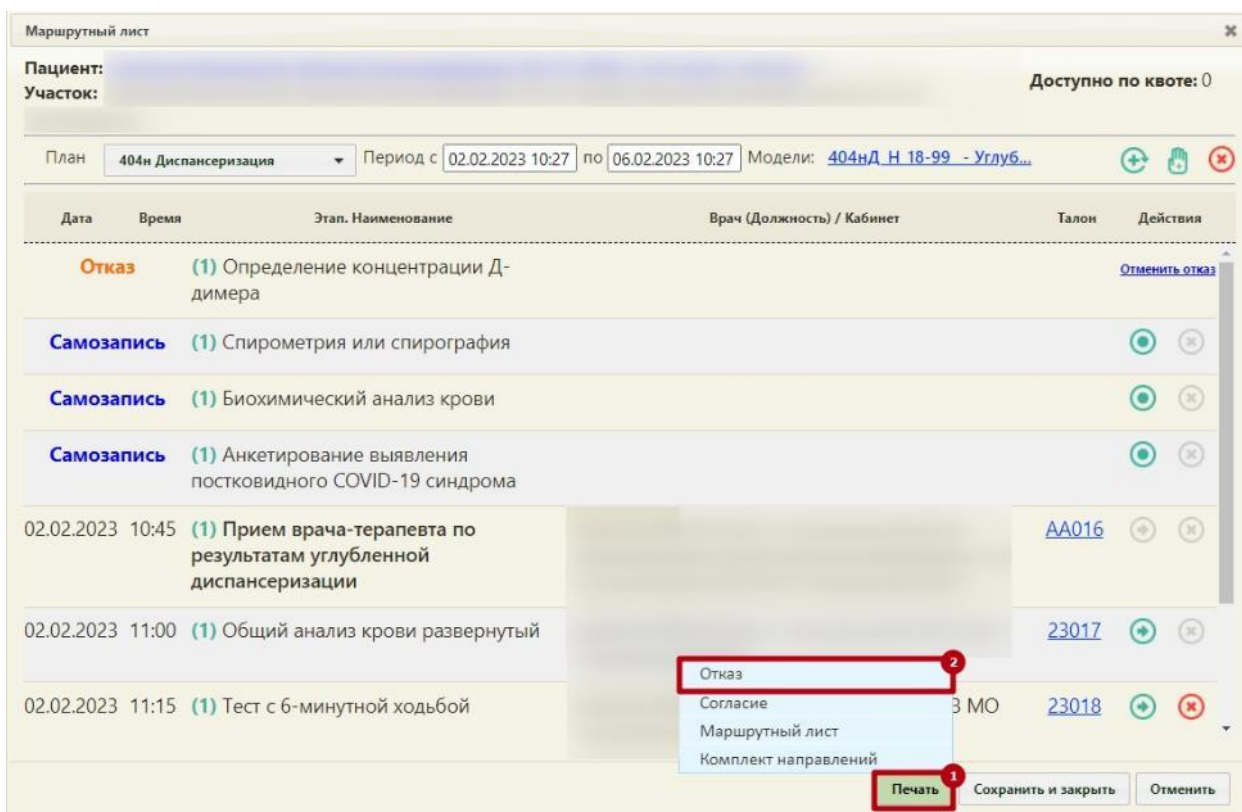 Маршрутный лист
Пациент:
Участок:
Доступно по квоте: 0
План 404н Диспансеризация Период с 02.02.2023 10:27 по 06.02.2023 10:27 Модели: 404нД_Н_18-99_- Углуб...
Дата Время Этап. Наименование Врач (Должность) / Кабинет Талон Действия
Отказ (1) Определение концентрации Д- Отменить отказ
димера
Самозапись (1) Спирометрия или спирография
Самозапись (1) Биохимический анализ крови
Самозапись (1) Анкетирование выявления
постковидного COVID-19 синдрома
02.02.2023 10:45 (1) Прием врача-терапевта по AA016
результатам углубленной
диспансеризации
02.02.2023 11:00 (1) Общий анализ крови развернутый 23017
2
Отказ
02.02.2023 11:15 (1) Тест с 6-минутной ходьбой Согласие З МО 23018
Маршрутный лист
Комплект направлений
1
Печать Сохранить и закрыть Отменить